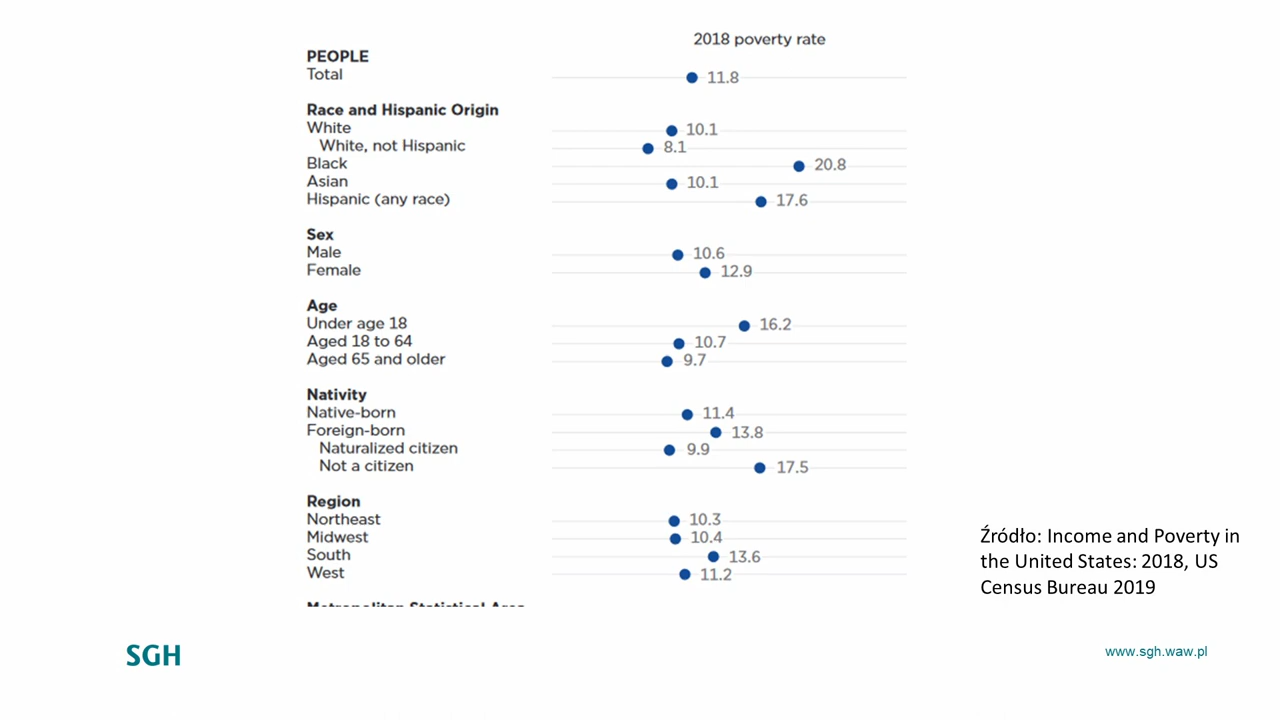 2018 poverty rate
PEOPLE
Total 11.8
Race and Hispanic Origin
White 10.1
White, not Hispanic 8.1
Black 20.8
Asian 10.1
Hispanic (any race) 17.6
Sex
Male 10.6
Female 12.9
Age
Under age 18 16.2
Aged 18 to 64 10.7
Aged 65 and older 9.7
Nativity
Native-born 11.4
Foreign-born 13.8
Naturalized citizen 9.9
Not a citizen 17.5
Region
Northeast 10.3
Midwest 10.4
South 13.6
West 11.2
Metropolitan Statistical Area
Źródło: Income and Poverty in
the United States: 2018, US
Census Bureau 2019
SGH
www.sgh.waw.pl